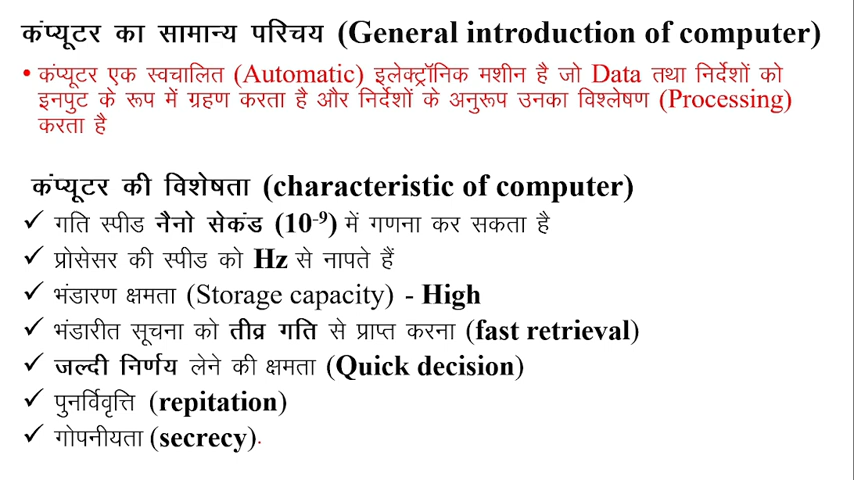 कंप्यूटर का सामान्य परिचय (General introduction of computer)
• कंप्यूटर एक स्वचालित (Automatic) इलेक्ट्रॉनिक मशीन है जो Data तथा निर्देशों को
इनपुट के रूप में ग्रहण करता है और निर्देशों के अनुरूप उनका विश्लेषण (Processing)
करता है
कंप्यूटर की विशेषता (characteristic of computer)
✓ गति स्पीड नैनो सेकंड (10⁻⁹) में गणना कर सकता है
✓ प्रोसेसर की स्पीड को Hz से नापते हैं
✓ भंडारण क्षमता (Storage capacity) - High
✓ भंडारीत सूचना को तीव्र गति से प्राप्त करना (fast retrieval)
✓ जल्दी निर्णय लेने की क्षमता (Quick decision)
✓ पुनर्विवृत्ति (repitation)
✓ गोपनीयता (secrecy).